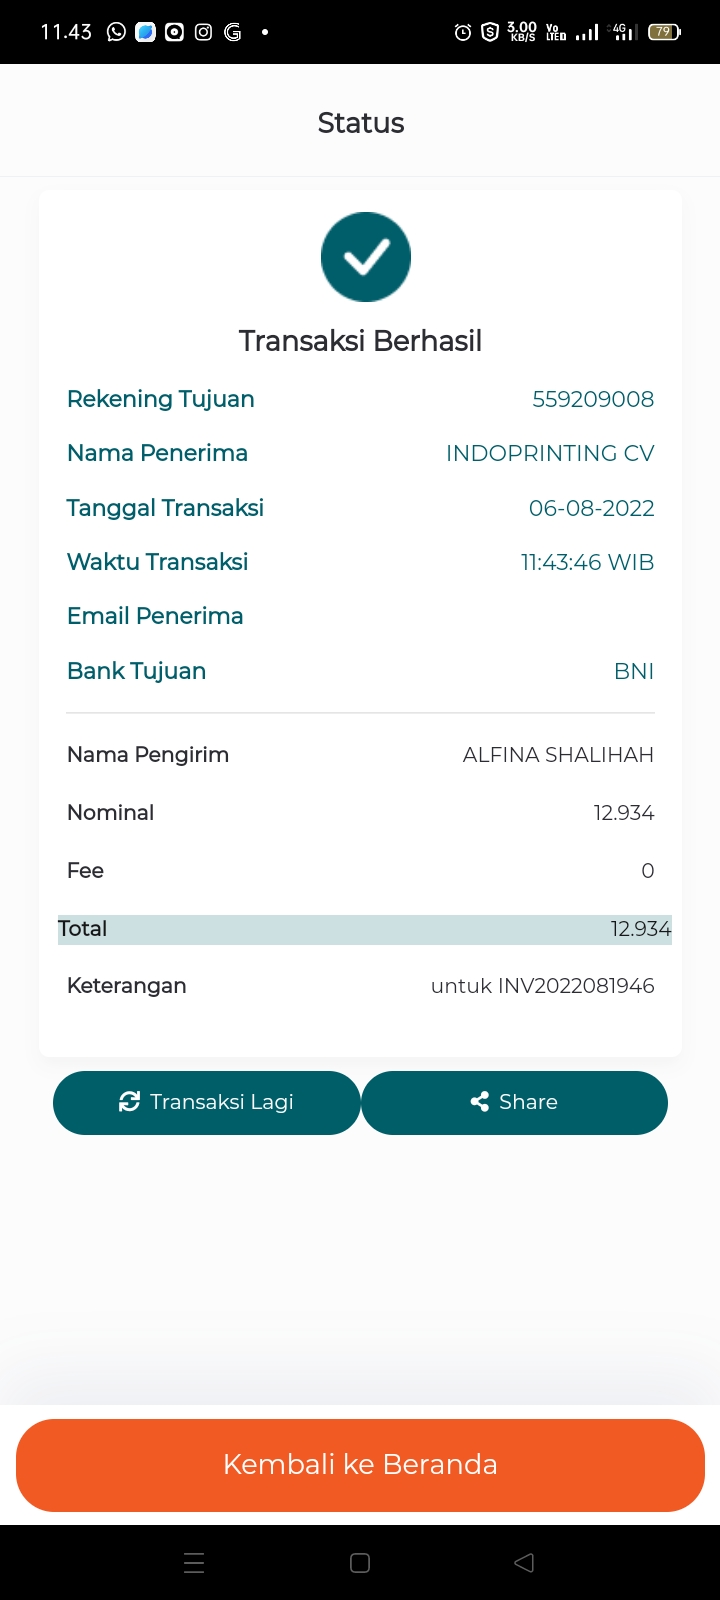 11.43
3.00 KB/S
Vo LTED
4G
79
Status
Transaksi Berhasil
Rekening Tujuan 559209008
Nama Penerima INDOPRINTING CV
Tanggal Transaksi 06-08-2022
Waktu Transaksi 11:43:46 WIB
Email Penerima
Bank Tujuan BNI
Nama Pengirim ALFINA SHALIHAH
Nominal 12.934
Fee 0
Total 12.934
Keterangan untuk INV2022081946
Transaksi Lagi
Share
Kembali ke Beranda